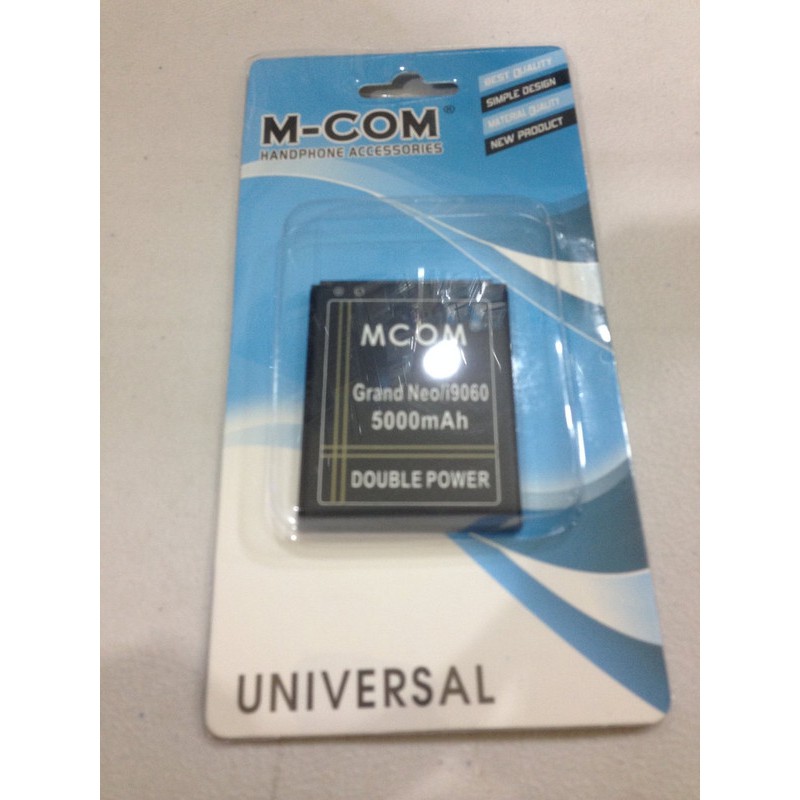 M-COM®
HANDPHONE ACCESSORIES
BEST QUALITY
SIMPLE DESIGN
MATERIAL QUALITY
NEW PRODUCT
MCOM
Grand Neo/i9060
5000mAh
DOUBLE POWER
UNIVERSAL